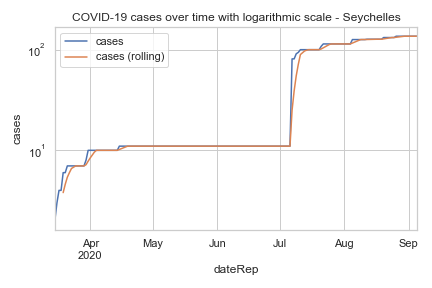 COVID-19 cases over time with logarithmic scale - Seychelles
cases
cases (rolling)
10²
10¹
cases
Apr May Jun Jul Aug Sep
2020
dateRep